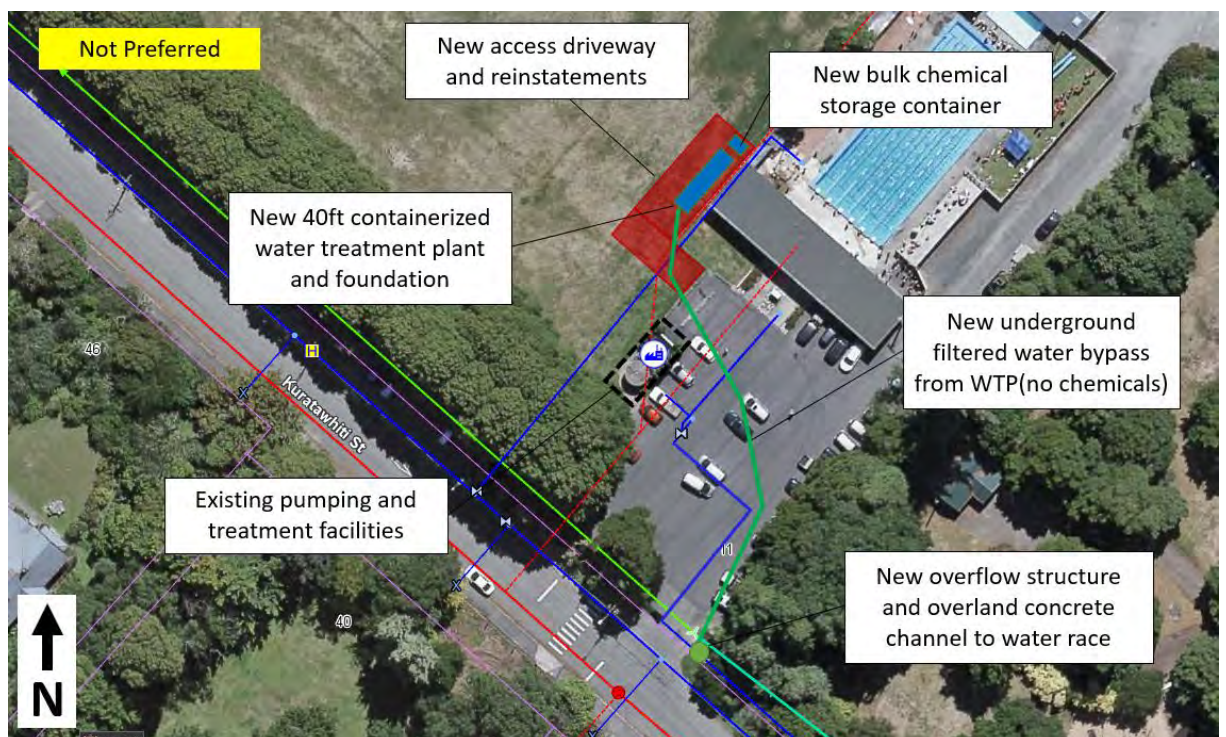 Not Preferred
New access driveway
and reinstatements
New bulk chemical
storage container
New 40ft containerized
water treatment plant
and foundation
New underground
filtered water bypass
from WTP(no chemicals)
46
H
Kuratawhiti St
X
Existing pumping and
treatment facilities
11
X
40
New overflow structure
and overland concrete
channel to water race
N